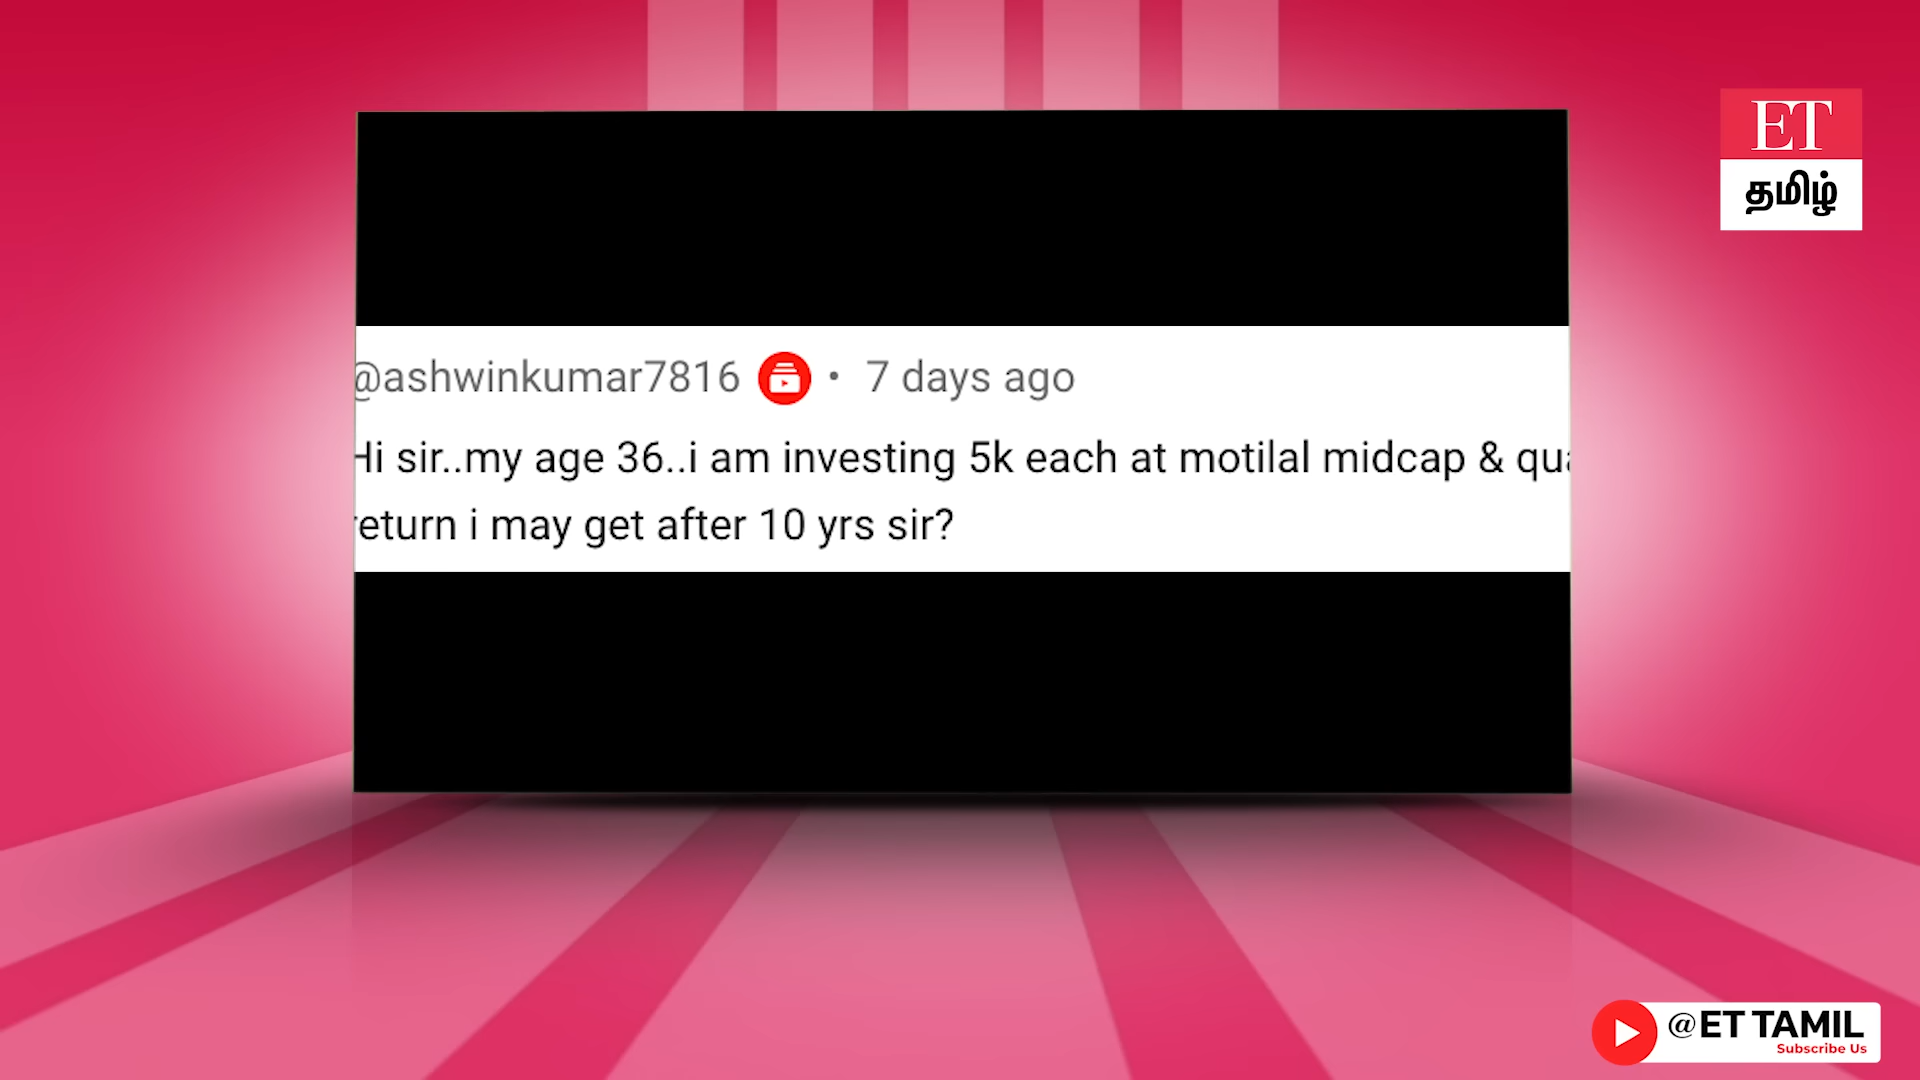 ET
தமிழ்
@ashwinkumar7816 • 7 days ago
Hi sir..my age 36..i am investing 5k each at motilal midcap &
return i may get after 10 yrs sir?
@ET TAMIL
Subscribe Us